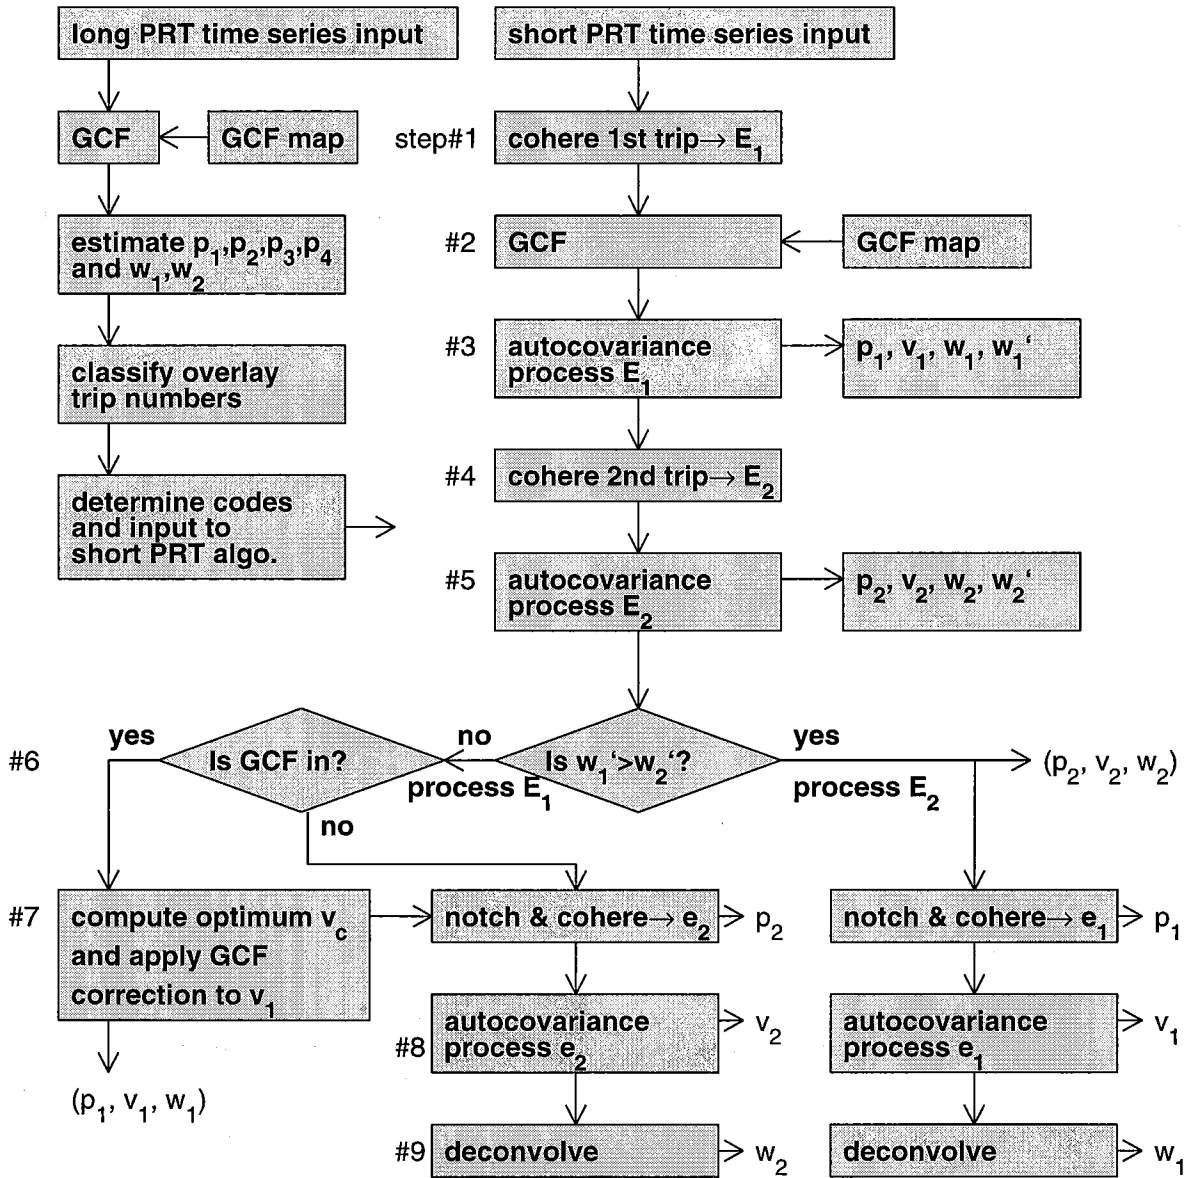 long PRT time series input
GCF
GCF map
estimate p1,p2,p3,p4
and w1,w2
classify overlay
trip numbers
determine codes
and input to
short PRT algo.
short PRT time series input
step#1
cohere 1st trip→ E1
#2
GCF
GCF map
#3
autocovariance
process E1
p1, v1, w1, w1‘
#4
cohere 2nd trip→ E2
#5
autocovariance
process E2
p2, v2, w2, w2‘
#6
yes
Is GCF in?
no
process E1
Is w1‘>w2‘?
yes
process E2
(p2, v2, w2)
no
#7
compute optimum vc
and apply GCF
correction to v1
(p1, v1, w1)
notch & cohere→ e2
p2
notch & cohere→ e1
p1
#8
autocovariance
process e2
v2
autocovariance
process e1
v1
#9
deconvolve
w2
deconvolve
w1